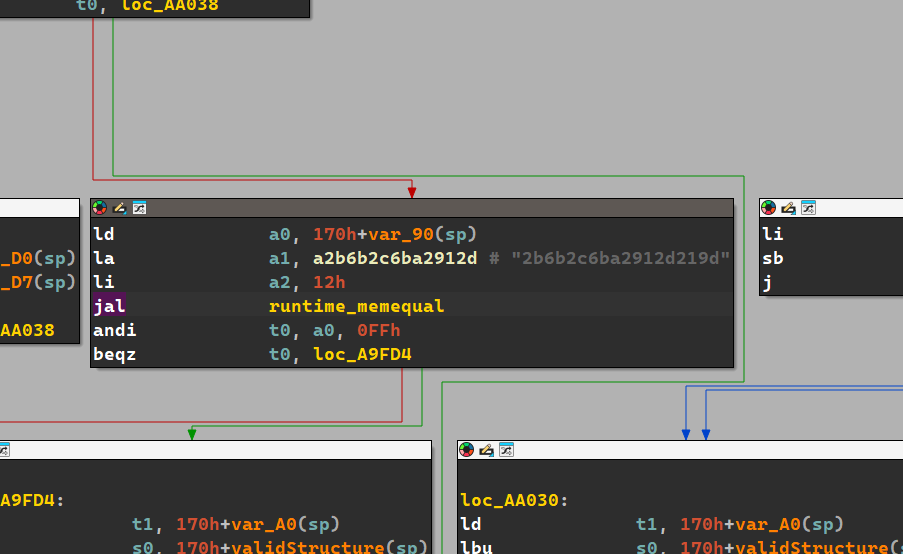 t0, loc_AA038
ld a0, 170h+var_90(sp)
la a1, a2b6b2c6ba2912d # "2b6b2c6ba2912d219d"
li a2, 12h
jal runtime_memequal
andi t0, a0, 0FFh
beqz t0, loc_A9FD4
_D0(sp)
_D7(sp)
AA038
li
sb
j
A9FD4:
t1, 170h+var_A0(sp)
s0, 170h+validStructure(sp)
loc_AA030:
ld t1, 170h+var_A0(sp)
lbu s0, 170h+validStructure(s